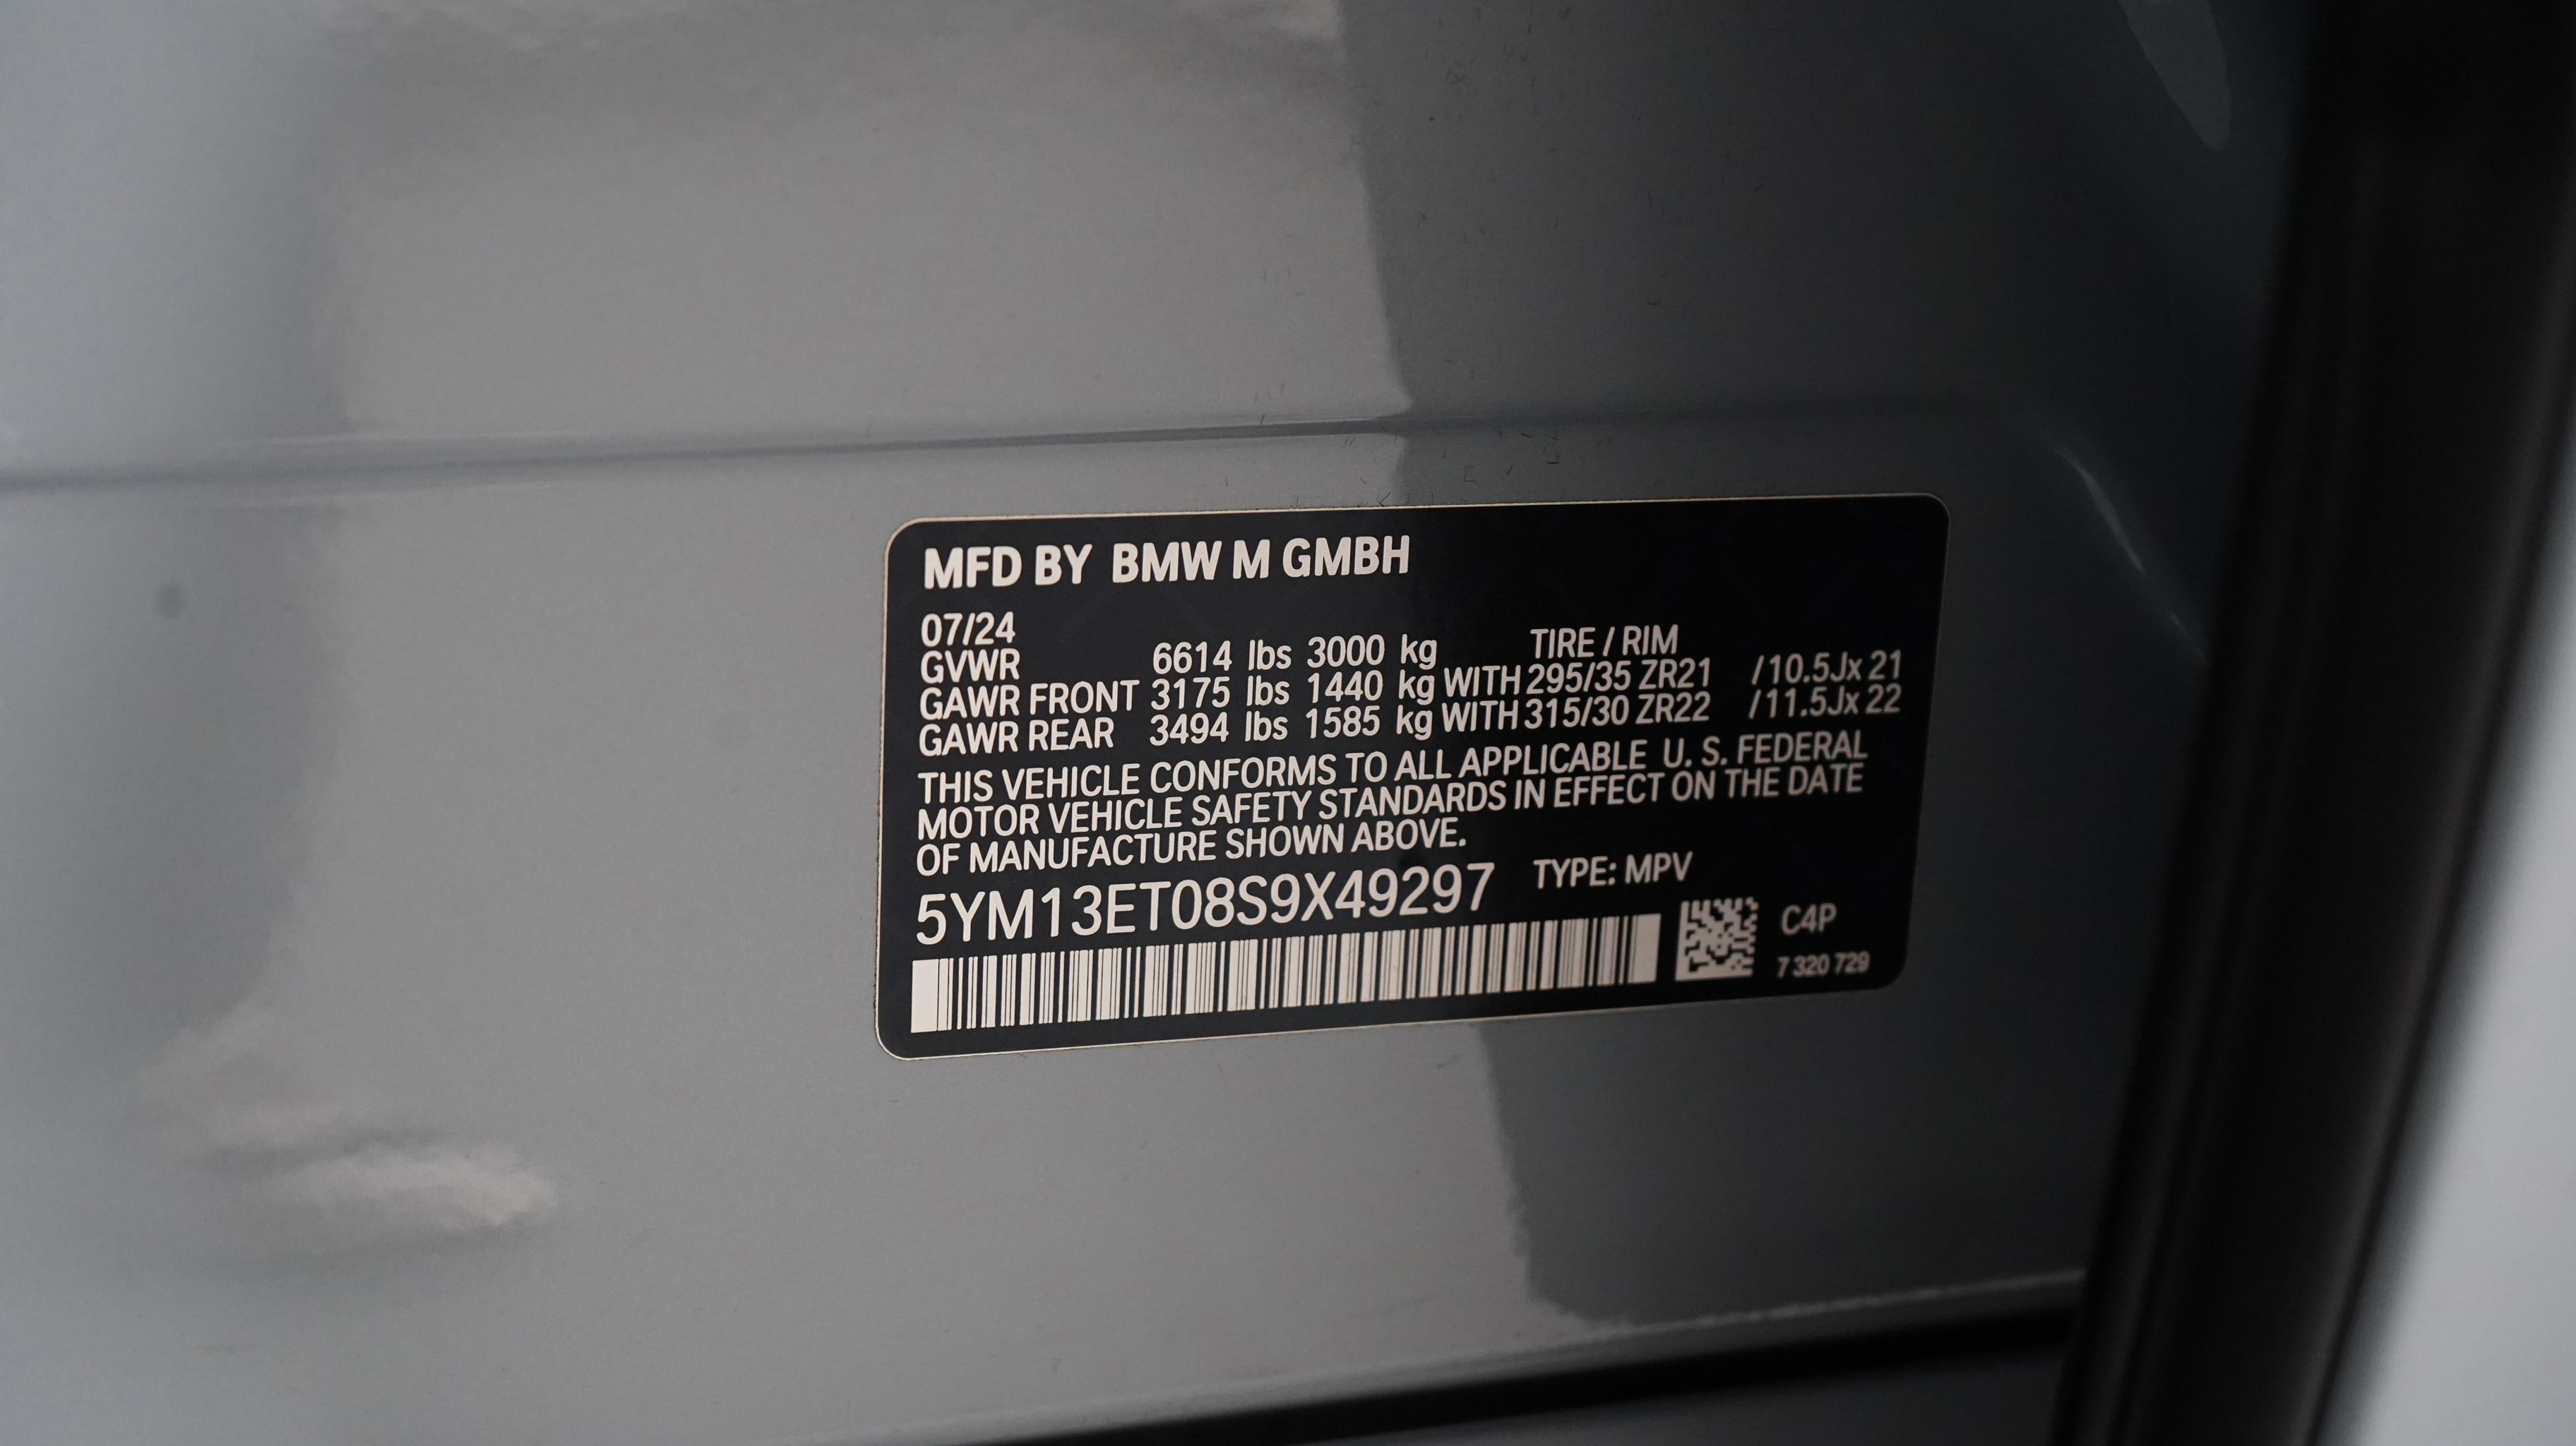 MFD BY BMW M GMBH
07/24
TIRE / RIM
GVWR 6614 lbs 3000 kg
GAWR FRONT 3175 lbs 1440 kg WITH 295/35 ZR21 /10.5Jx 21
GAWR REAR 3494 lbs 1585 kg WITH 315/30 ZR22 /11.5Jx 22
THIS VEHICLE CONFORMS TO ALL APPLICABLE U. S. FEDERAL
MOTOR VEHICLE SAFETY STANDARDS IN EFFECT ON THE DATE
OF MANUFACTURE SHOWN ABOVE.
5YM13ET08S9X49297 TYPE: MPV
C4P
7 320 729